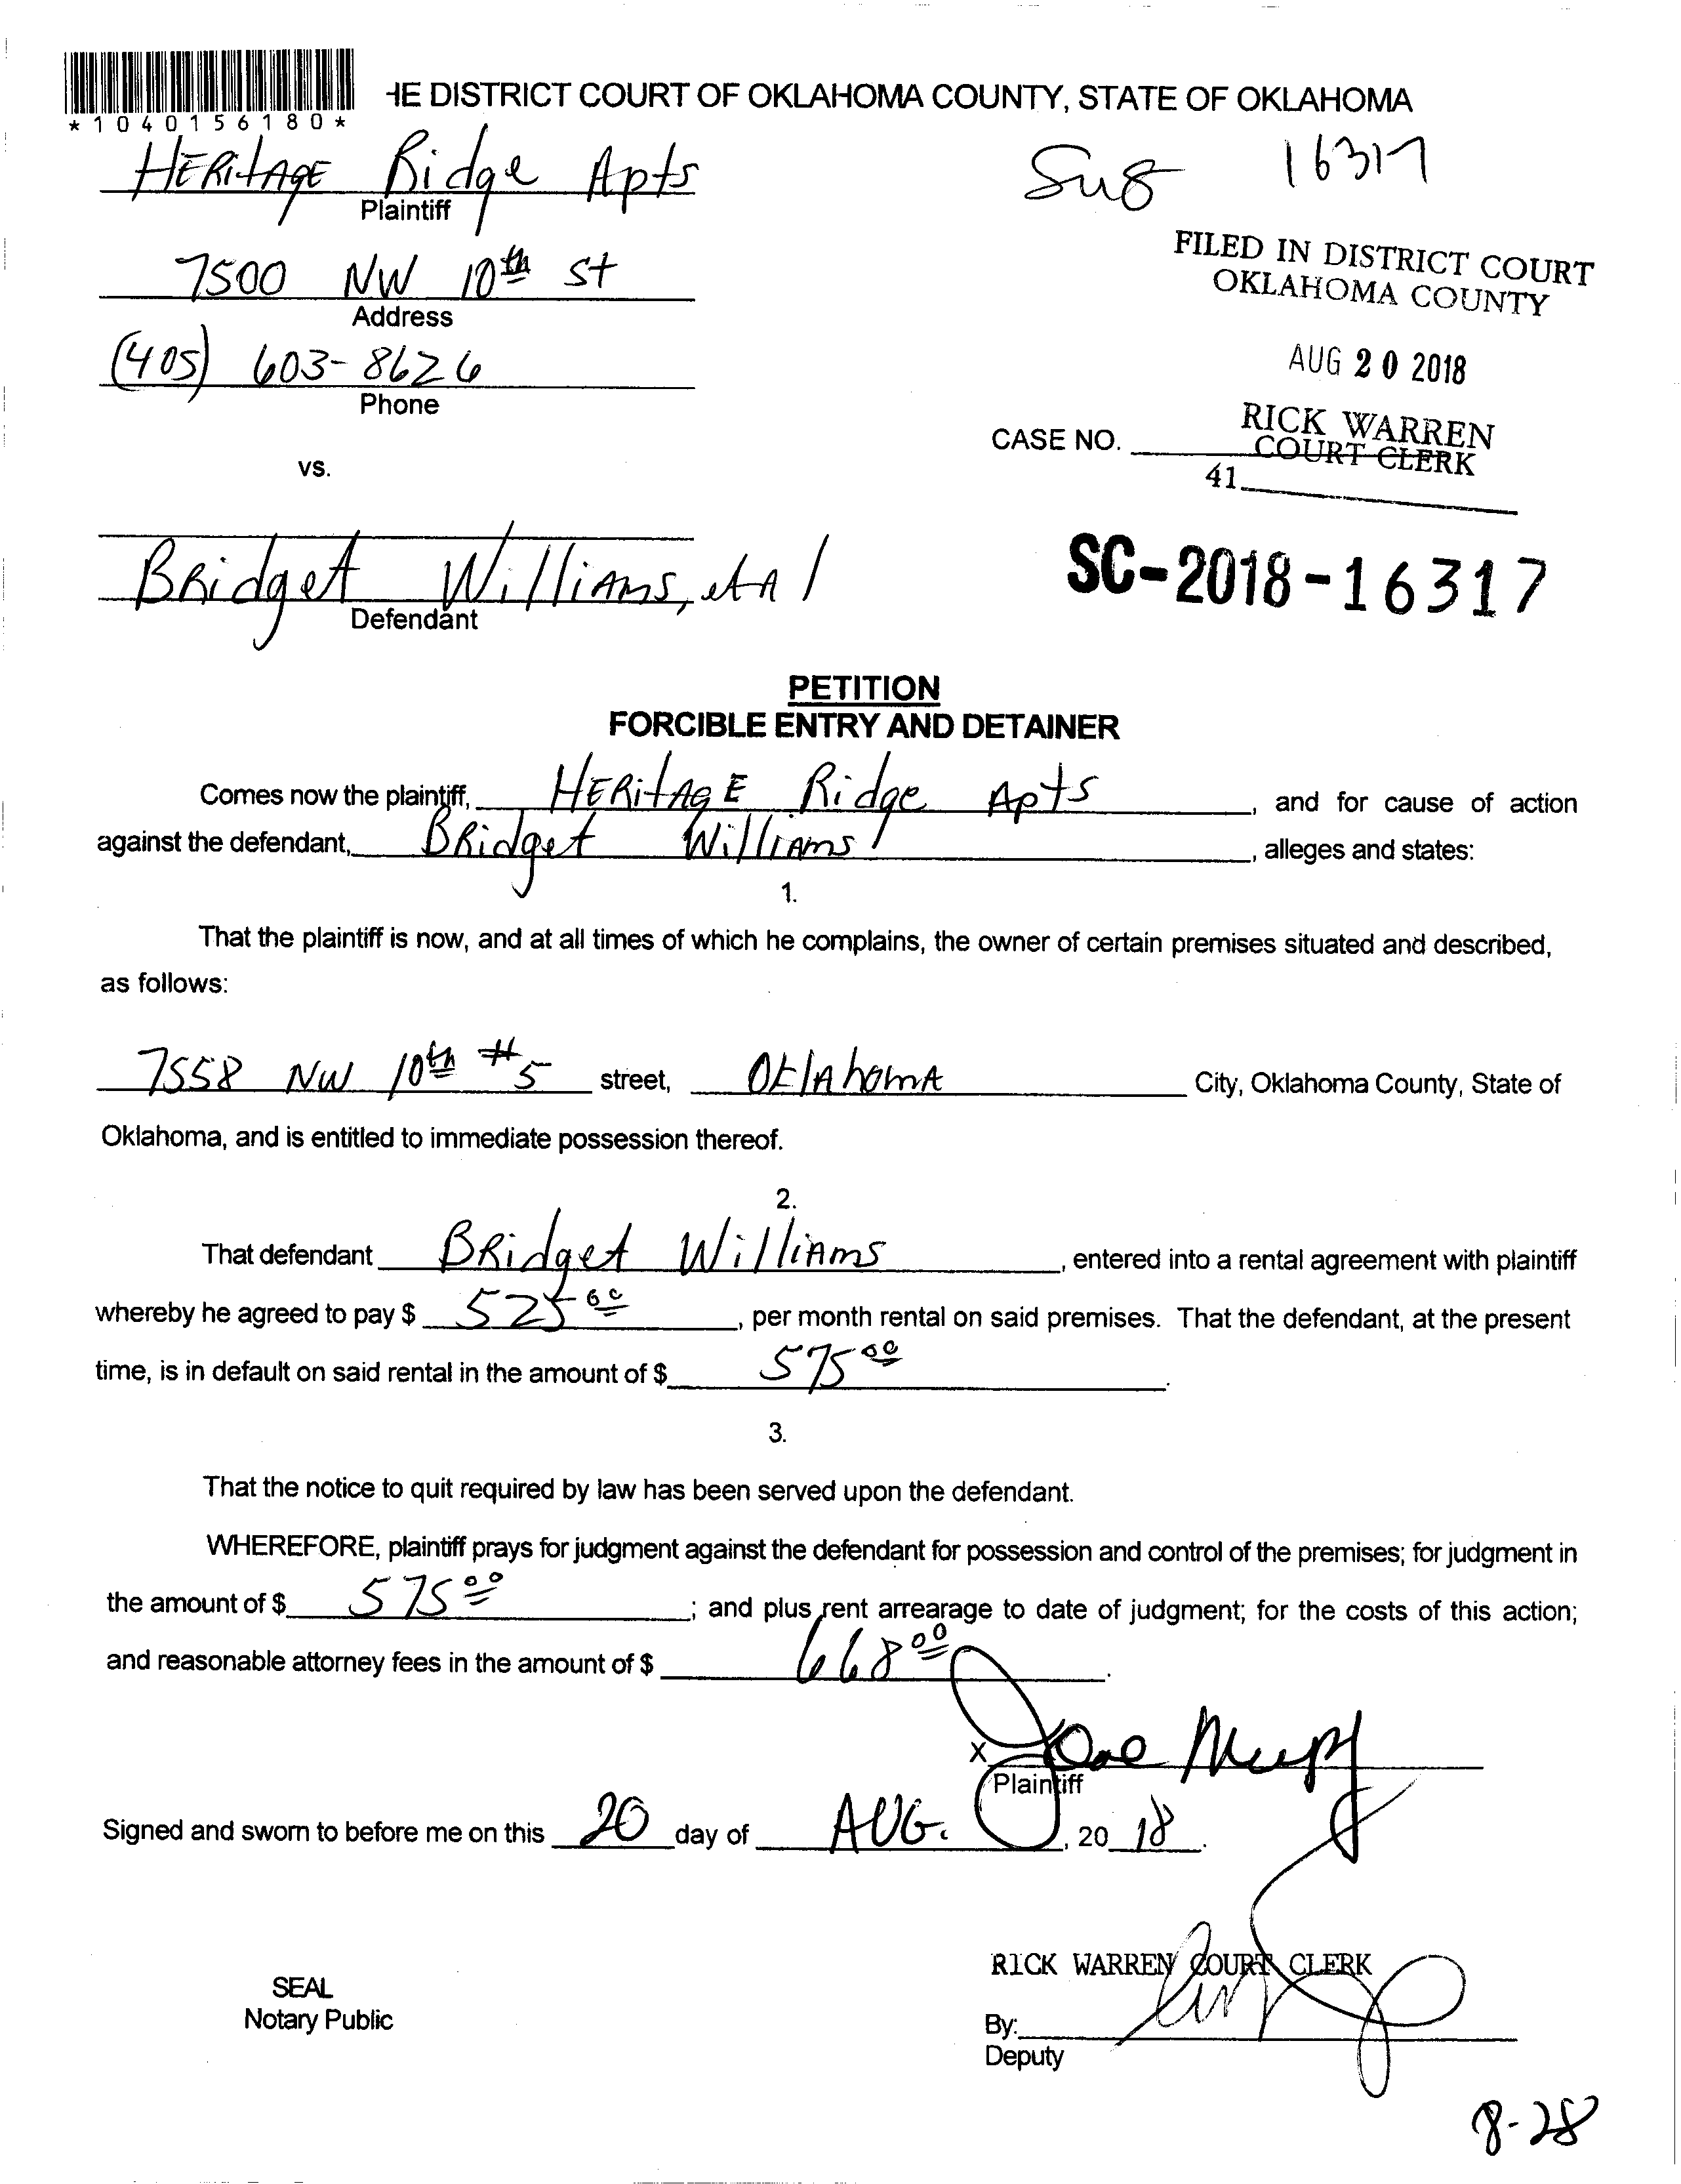 *1040156180*
HE DISTRICT COURT OF OKLAHOMA COUNTY, STATE OF OKLAHOMA
HERitAGE Ridge Apts
Plaintiff
16317
7500 NW 10th St
Address
FILED IN DISTRICT COURT
OKLAHOMA COUNTY
(405) 603-8626
Phone
AUG 20 2018
CASE NO.
RICK WARREN
COURT CLERK
41
vs.
BRidget WilliAms, et Al
Defendant
SC-2018-16317
PETITION
FORCIBLE ENTRY AND DETAINER
Comes now the plaintiff, HERitAGE Ridge Apts, and for cause of action
against the defendant, BRidget WilliAms, alleges and states:
1.
That the plaintiff is now, and at all times of which he complains, the owner of certain premises situated and described,
as follows:
7558 NW 10th #5 street, OklAhomA City, Oklahoma County, State of
Oklahoma, and is entitled to immediate possession thereof.
2.
That defendant BRidget WilliAms, entered into a rental agreement with plaintiff
whereby he agreed to pay $ 525 00, per month rental on said premises. That the defendant, at the present
time, is in default on said rental in the amount of $ 575 00.
3.
That the notice to quit required by law has been served upon the defendant.
WHEREFORE, plaintiff prays for judgment against the defendant for possession and control of the premises; for judgment in
the amount of $ 575 00; and plus rent arrearage to date of judgment; for the costs of this action;
and reasonable attorney fees in the amount of $ 668 00.
X
Plaintiff
Signed and sworn to before me on this 20 day of AUG., 20 18.
SEAL
Notary Public
RICK WARREN COURT CLERK
By:
Deputy
8-28